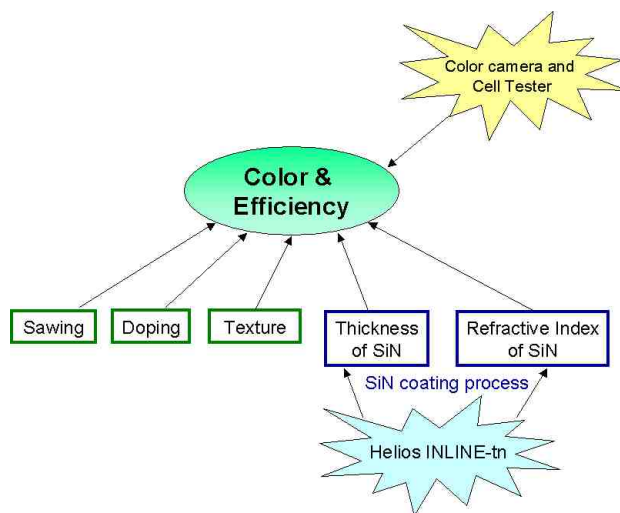 Color camera and
Cell Tester
Color &
Efficiency
Sawing
Doping
Texture
Thickness
of SiN
Refractive Index
of SiN
SiN coating process
Helios INLINE-tn